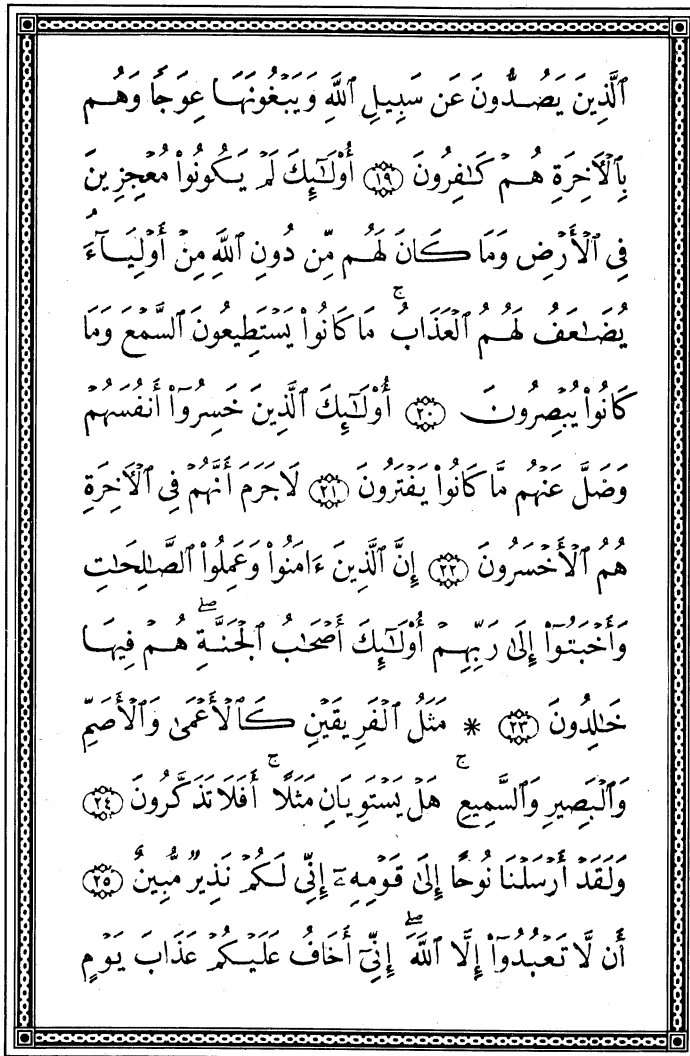 ٱلَّذِينَ يَصُدُّونَ عَن سَبِيلِ ٱللَّهِ وَيَبْغُونَهَا عِوَجًا وَهُم
بِٱلْأَخِرَةِ هُمْ كَٰفِرُونَ ١٩ أُوْلَٰٓئِكَ لَمْ يَكُونُواْ مُعْجِزِينَ
فِى ٱلْأَرْضِ وَمَا كَانَ لَهُم مِّن دُونِ ٱللَّهِ مِنْ أَوْلِيَآءَۘ
يُضَٰعَفُ لَهُمُ ٱلْعَذَابُۚ مَا كَانُواْ يَسْتَطِيعُونَ ٱلسَّمْعَ وَمَا
كَانُواْ يُبْصِرُونَ ٢٠ أُوْلَٰٓئِكَ ٱلَّذِينَ خَسِرُوٓاْ أَنفُسَهُمْ
وَضَلَّ عَنْهُم مَّا كَانُواْ يَفْتَرُونَ ٢١ لَا جَرَمَ أَنَّهُمْ فِى ٱلْأَخِرَةِ
هُمُ ٱلْأَخْسَرُونَ ٢٢ إِنَّ ٱلَّذِينَ ءَامَنُواْ وَعَمِلُواْ ٱلصَّٰلِحَٰتِ
وَأَخْبَتُوٓاْ إِلَىٰ رَبِّهِمْ أُوْلَٰٓئِكَ أَصْحَٰبُ ٱلْجَنَّةِۖ هُمْ فِيهَا
خَٰلِدُونَ ٢٣ * مَثَلُ ٱلْفَرِيقَيْنِ كَٱلْأَعْمَىٰ وَٱلْأَصَمِّ
وَٱلْبَصِيرِ وَٱلسَّمِيعِۚ هَلْ يَسْتَوِيَانِ مَثَلًاۚ أَفَلَا تَذَكَّرُونَ ٢٤
وَلَقَدْ أَرْسَلْنَا نُوحًا إِلَىٰ قَوْمِهِۦٓ إِنِّى لَكُمْ نَذِيرٌ مُّبِينٌ ٢٥
أَن لَّا تَعْبُدُوٓاْ إِلَّا ٱللَّهَۖ إِنِّىٓ أَخَافُ عَلَيْكُمْ عَذَابَ يَوْمٍ